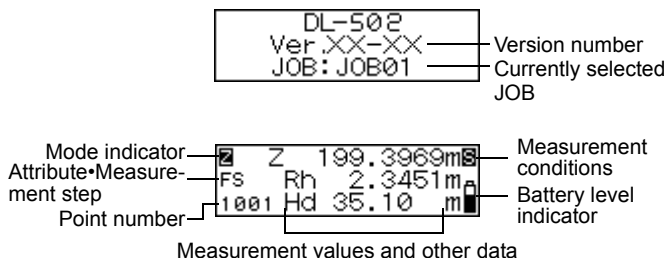 DL-502
Ver.XX-XX
Version number
JOB:JOB01
Currently selected
JOB
Mode indicator
Z Z 199.3969m S
Measurement
conditions
Attribute•Measure-
ment step
FS Rh 2.3451m
Battery level
indicator
Point number
1001 Hd 35.10 m
Measurement values and other data